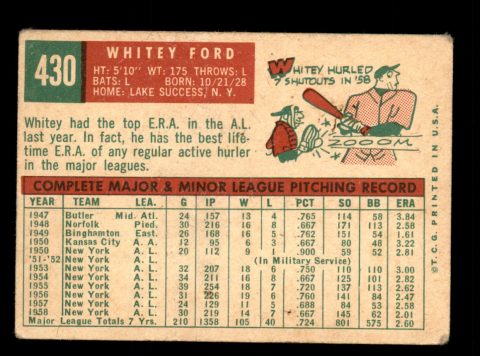 430
WHITEY FORD
HT: 5'10" WT: 175 THROWS: L
BATS: L BORN: 10/21/28
HOME: LAKE SUCCESS, N. Y.
WHITEY HURLED
7 SHUTOUTS IN '58
ZOOOM
Whitey had the top E.R.A. in the A.L.
last year. In fact, he has the best life-
time E.R.A. of any regular active hurler
in the major leagues.
COMPLETE MAJOR & MINOR LEAGUE PITCHING RECORD
YEAR TEAM LEA. G IP W L PCT SO BB ERA
1947 Butler Mid. Atl. 24 157 13 4 .765 114 58 3.84
1948 Norfolk Pied. 30 216 16 8 .667 171 113 2.58
1949 Binghamton East. 26 168 16 5 .762 151 54 1.61
1950 Kansas City A. A. 12 95 6 3 .667 80 48 3.22
1950 New York A. L. 20 112 9 1 .900 59 52 2.81
'51-'52 New York A. L. (In Military Service)
1953 New York A. L. 32 207 18 6 .750 110 110 3.00
1954 New York A. L. 34 211 16 8 .667 125 101 2.82
1955 New York A. L. 39 254 18 7 .720 137 113 2.62
1956 New York A. L. 31 226 19 6 .760 141 84 2.47
1957 New York A. L. 24 129 11 5 .688 84 53 2.58
1958 New York A. L. 30 219 14 7 .667 145 62 2.01
Major League Totals 7 Yrs. 210 1358 105 40 .724 801 575 2.60
© T.C.G. PRINTED IN U.S.A.